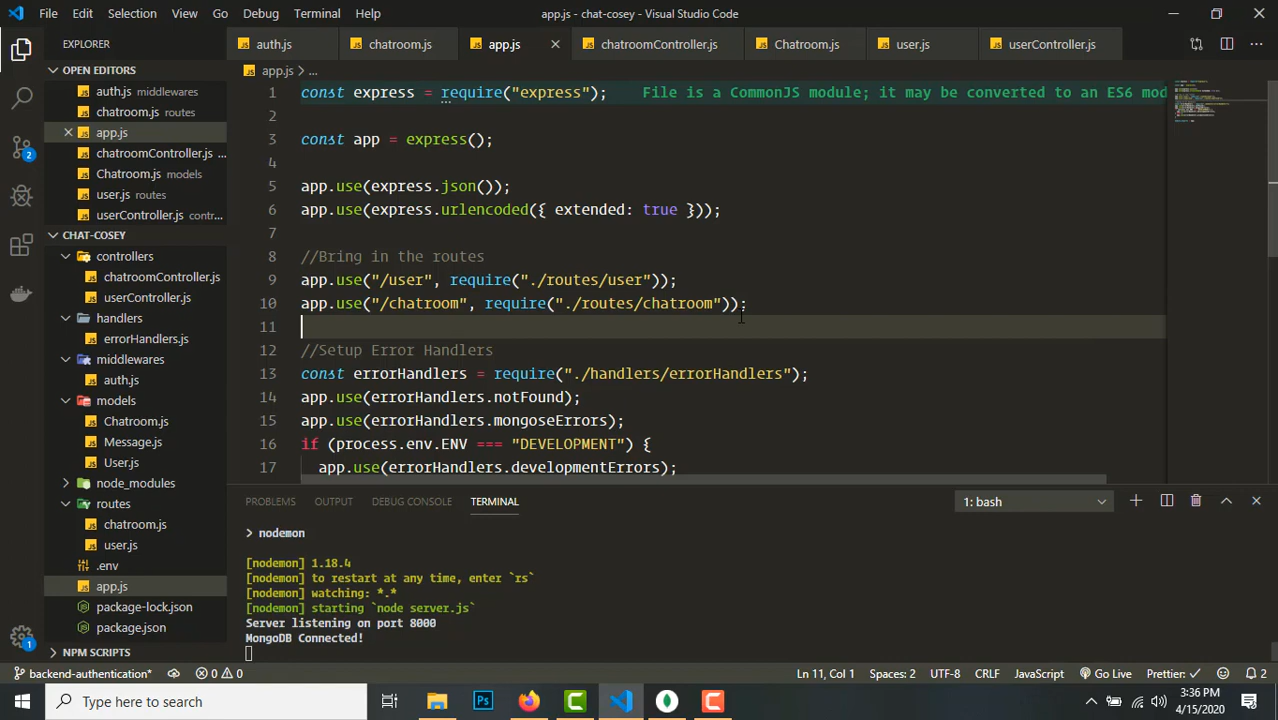 File Edit Selection View Go Debug Terminal Help
app.js - chat-cosey - Visual Studio Code
EXPLORER
auth.js chatroom.js app.js chatroomController.js Chatroom.js user.js userController.js
OPEN EDITORS
auth.js middlewares
chatroom.js routes
app.js
chatroomController.js ...
Chatroom.js models
user.js routes
userController.js contr...
CHAT-COSEY
controllers
chatroomController.js
userController.js
handlers
errorHandlers.js
middlewares
auth.js
models
Chatroom.js
Message.js
User.js
node_modules
routes
chatroom.js
user.js
.env
app.js
package-lock.json
package.json
NPM SCRIPTS
app.js > ...
1 const express = require("express"); File is a CommonJS module; it may be converted to an ES6 mod
2
3 const app = express();
4
5 app.use(express.json());
6 app.use(express.urlencoded({ extended: true }));
7
8 //Bring in the routes
9 app.use("/user", require("./routes/user"));
10 app.use("/chatroom", require("./routes/chatroom"));
11
12 //Setup Error Handlers
13 const errorHandlers = require("./handlers/errorHandlers");
14 app.use(errorHandlers.notFound);
15 app.use(errorHandlers.mongoseErrors);
16 if (process.env.ENV === "DEVELOPMENT") {
17 app.use(errorHandlers.developmentErrors);
PROBLEMS OUTPUT DEBUG CONSOLE TERMINAL 1: bash
> nodemon
[nodemon] 1.18.4
[nodemon] to restart at any time, enter `rs`
[nodemon] watching: *.*
[nodemon] starting `node server.js`
Server listening on port 8000
MongoDB Connected!
2
1
backend-authentication* 0 0 Ln 11, Col 1 Spaces: 2 UTF-8 CRLF JavaScript Go Live Prettier: ✓ 2
Type here to search
Ps
3:36 PM
4/15/2020